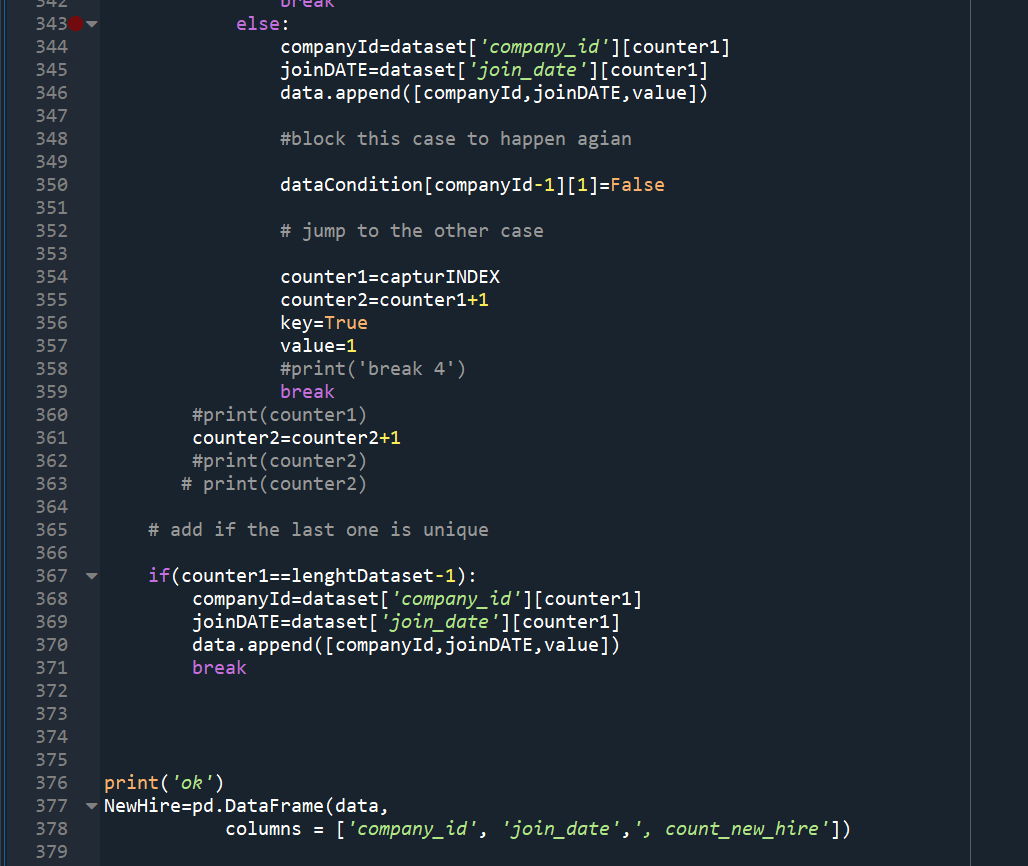 342                    break
343                else:
344                    companyId=dataset['company_id'][counter1]
345                    joinDATE=dataset['join_date'][counter1]
346                    data.append([companyId,joinDATE,value])
347
348                    #block this case to happen agian
349
350                    dataCondition[companyId-1][1]=False
351
352                    # jump to the other case
353
354                    counter1=capturINDEX
355                    counter2=counter1+1
356                    key=True
357                    value=1
358                    #print('break 4')
359                    break
360            #print(counter1)
361            counter2=counter2+1
362            #print(counter2)
363           # print(counter2)
364
365        # add if the last one is unique
366
367        if(counter1==lenghtDataset-1):
368            companyId=dataset['company_id'][counter1]
369            joinDATE=dataset['join_date'][counter1]
370            data.append([companyId,joinDATE,value])
371            break
372
373
374
375
376    print('ok')
377    NewHire=pd.DataFrame(data,
378               columns = ['company_id', 'join_date',', count_new_hire'])
379